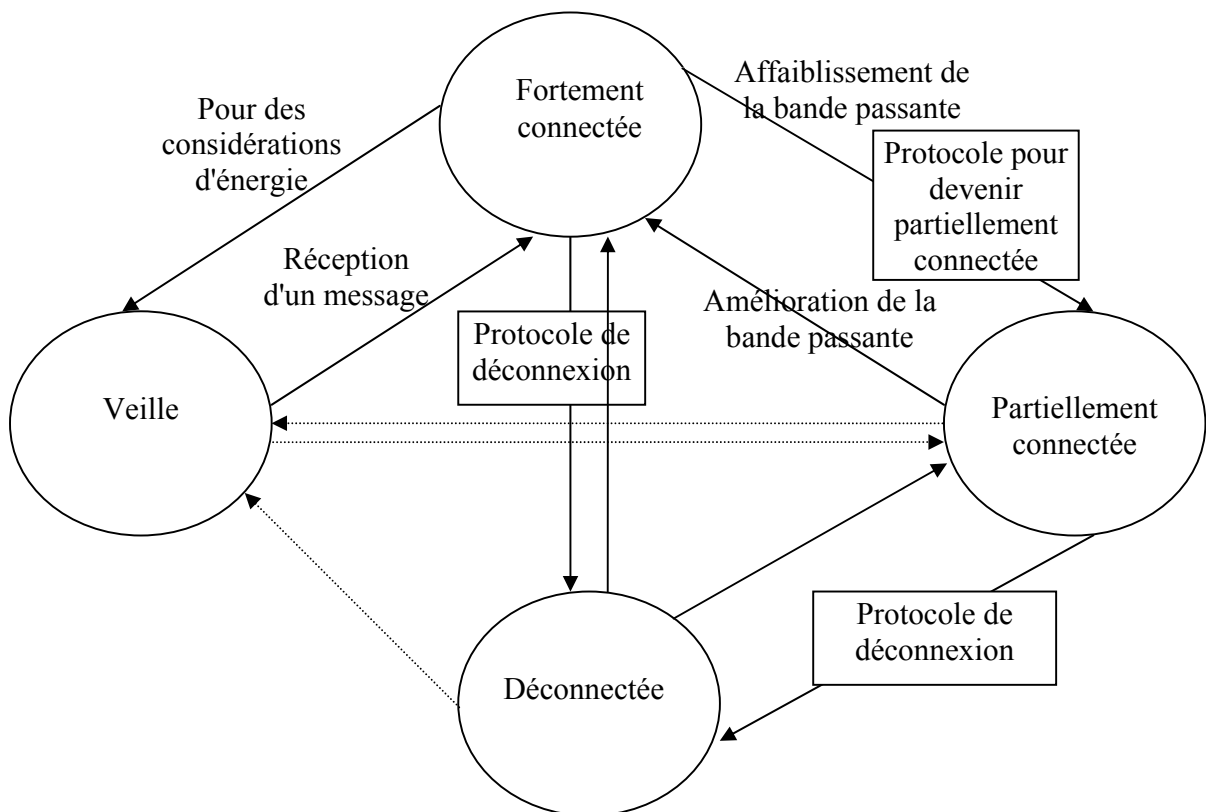 Fortement
connectée
Affaiblissement de
la bande passante
Pour des
considérations
d'énergie
Protocole pour
devenir
partiellement
connectée
Réception
d'un message
Amélioration de la
bande passante
Protocole de
déconnexion
Veille
Partiellement
connectée
Protocole de
déconnexion
Déconnectée